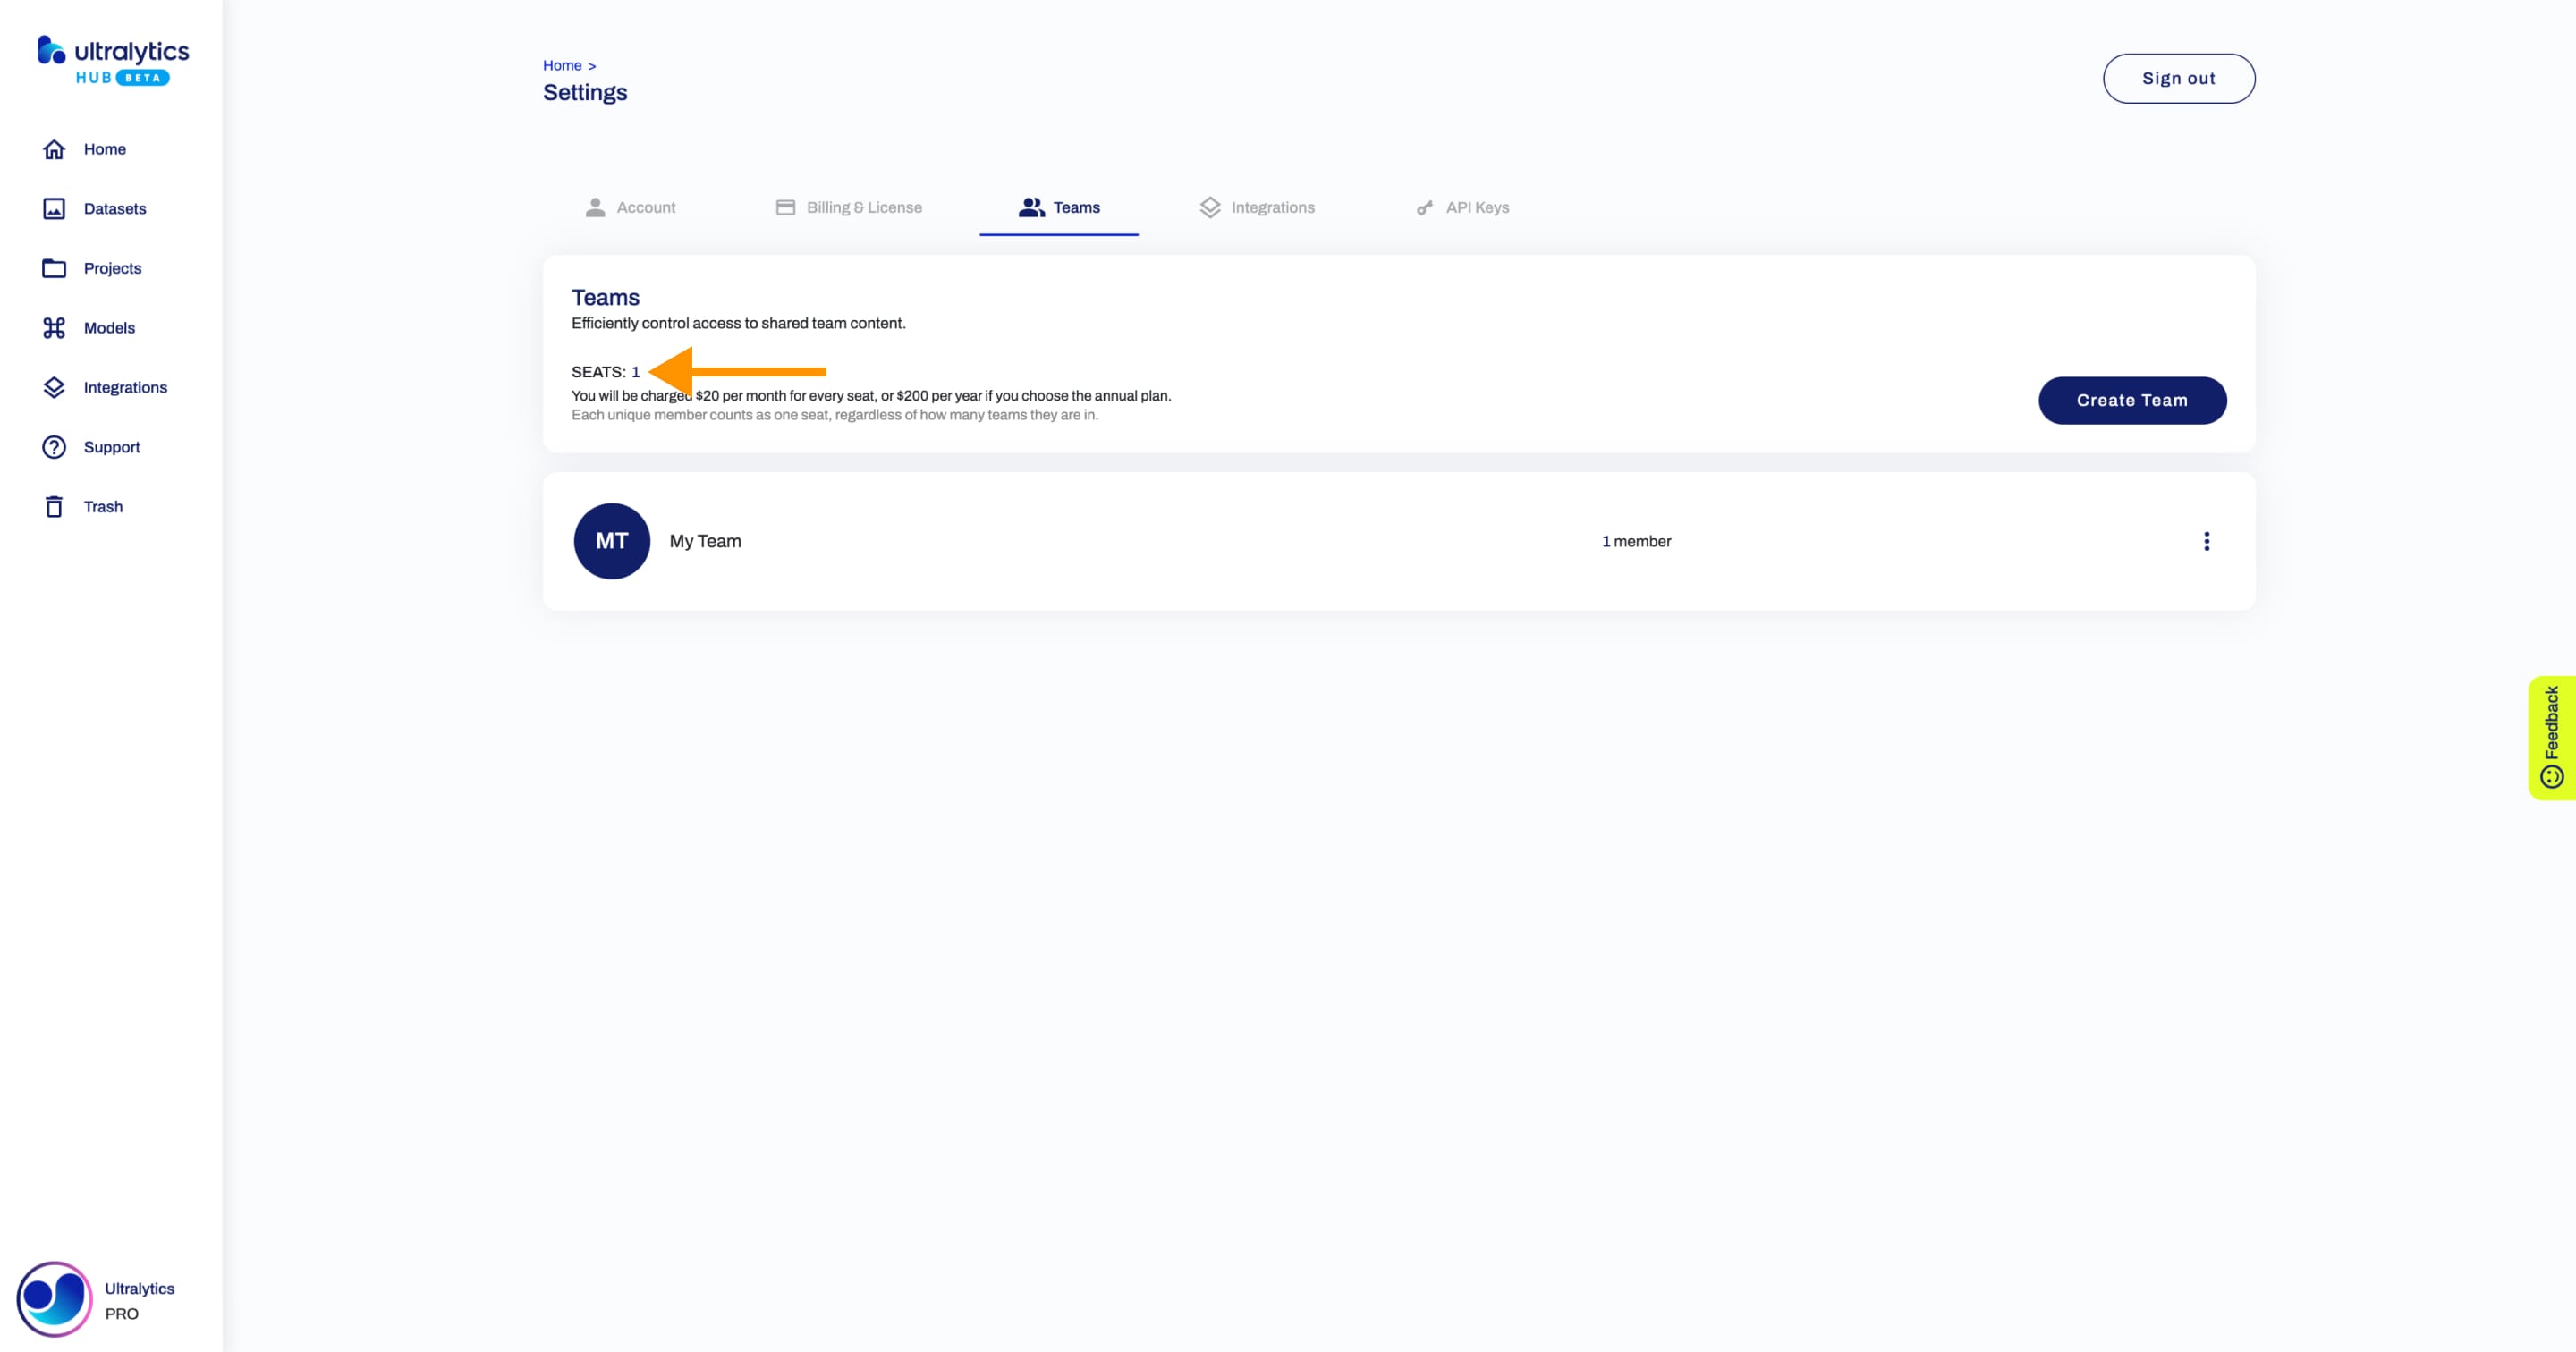 ultralytics
HUB BETA
Home
Datasets
Projects
Models
Integrations
Support
Trash
Ultralytics
PRO
Home >
Settings
Sign out
Account
Billing & License
Teams
Integrations
API Keys
Teams
Efficiently control access to shared team content.
SEATS: 1
You will be charged $20 per month for every seat, or $200 per year if you choose the annual plan.
Each unique member counts as one seat, regardless of how many teams they are in.
Create Team
MT
My Team
1 member
Feedback